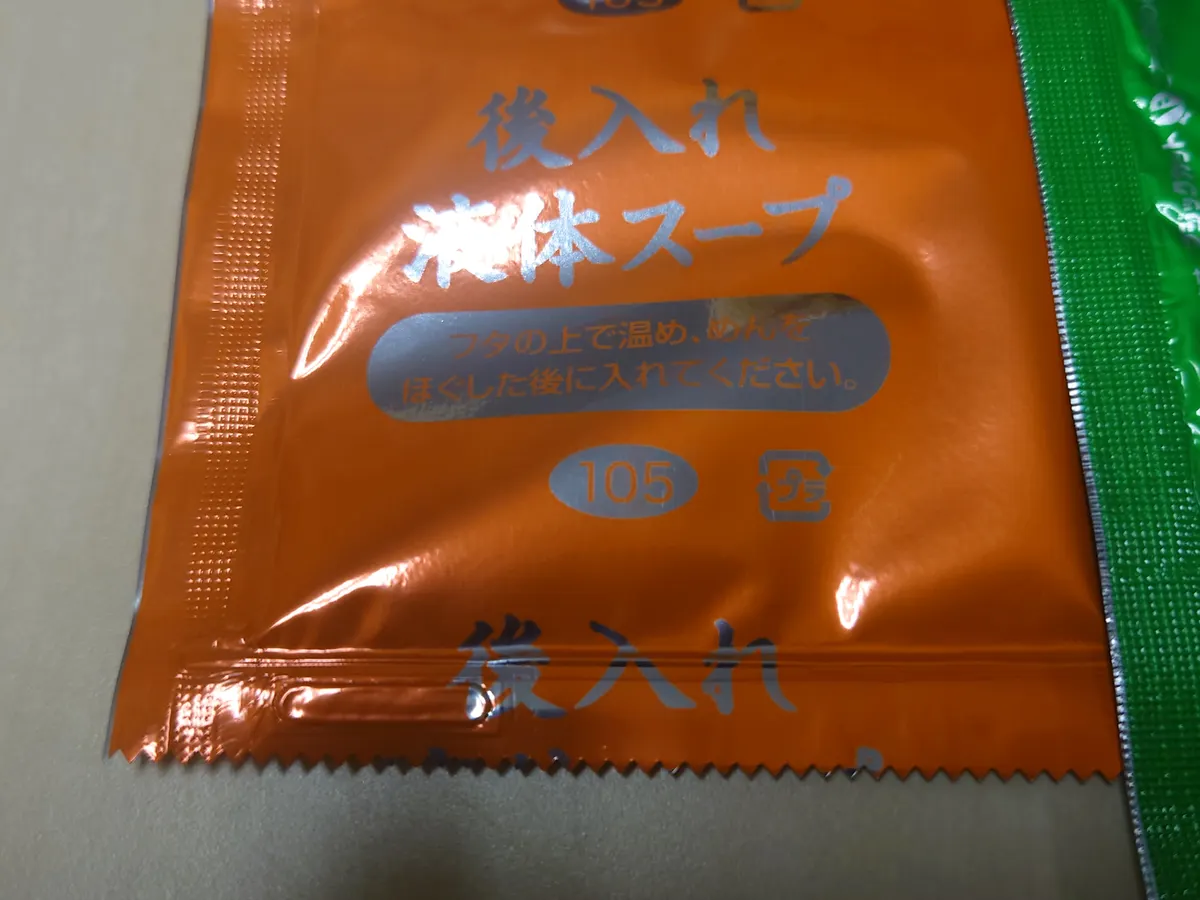 105
後入れ
液体スープ
フタの上で温め、めんを
ほぐした後に入れてください。
105
プラ
後入れ